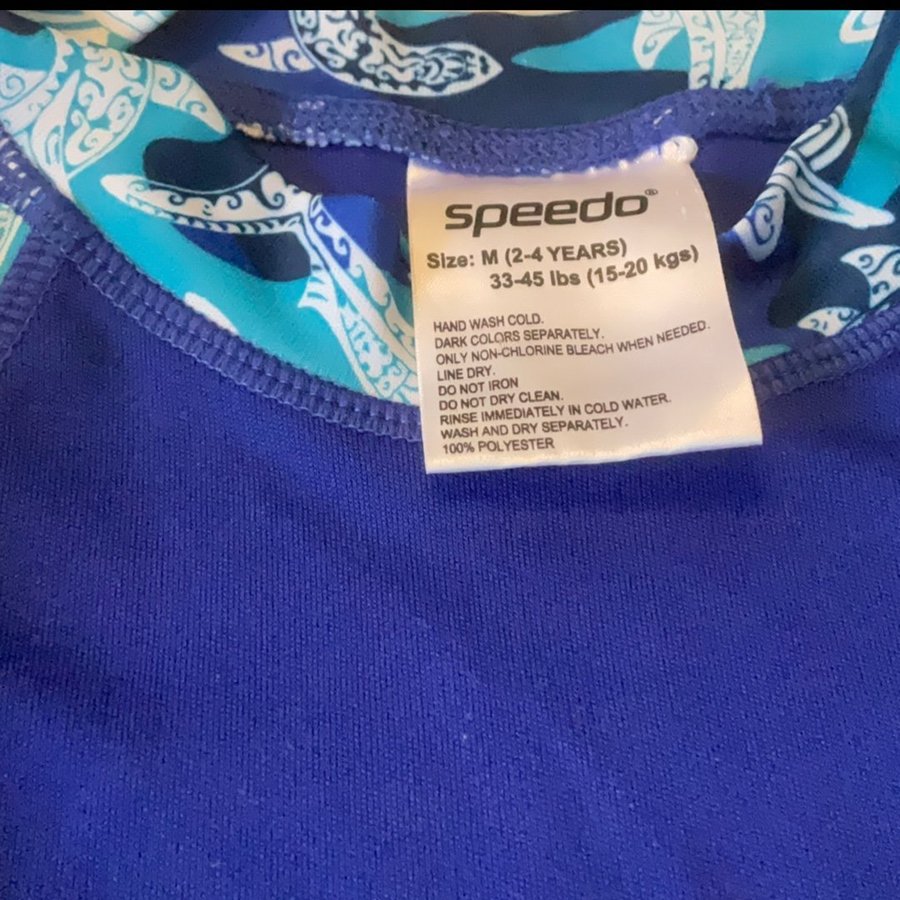 speedo®
Size: M (2-4 YEARS)
33-45 lbs (15-20 kgs)
HAND WASH COLD.
DARK COLORS SEPARATELY.
ONLY NON-CHLORINE BLEACH WHEN NEEDED.
LINE DRY.
DO NOT IRON
DO NOT DRY CLEAN.
RINSE IMMEDIATELY IN COLD WATER.
WASH AND DRY SEPARATELY.
100% POLYESTER